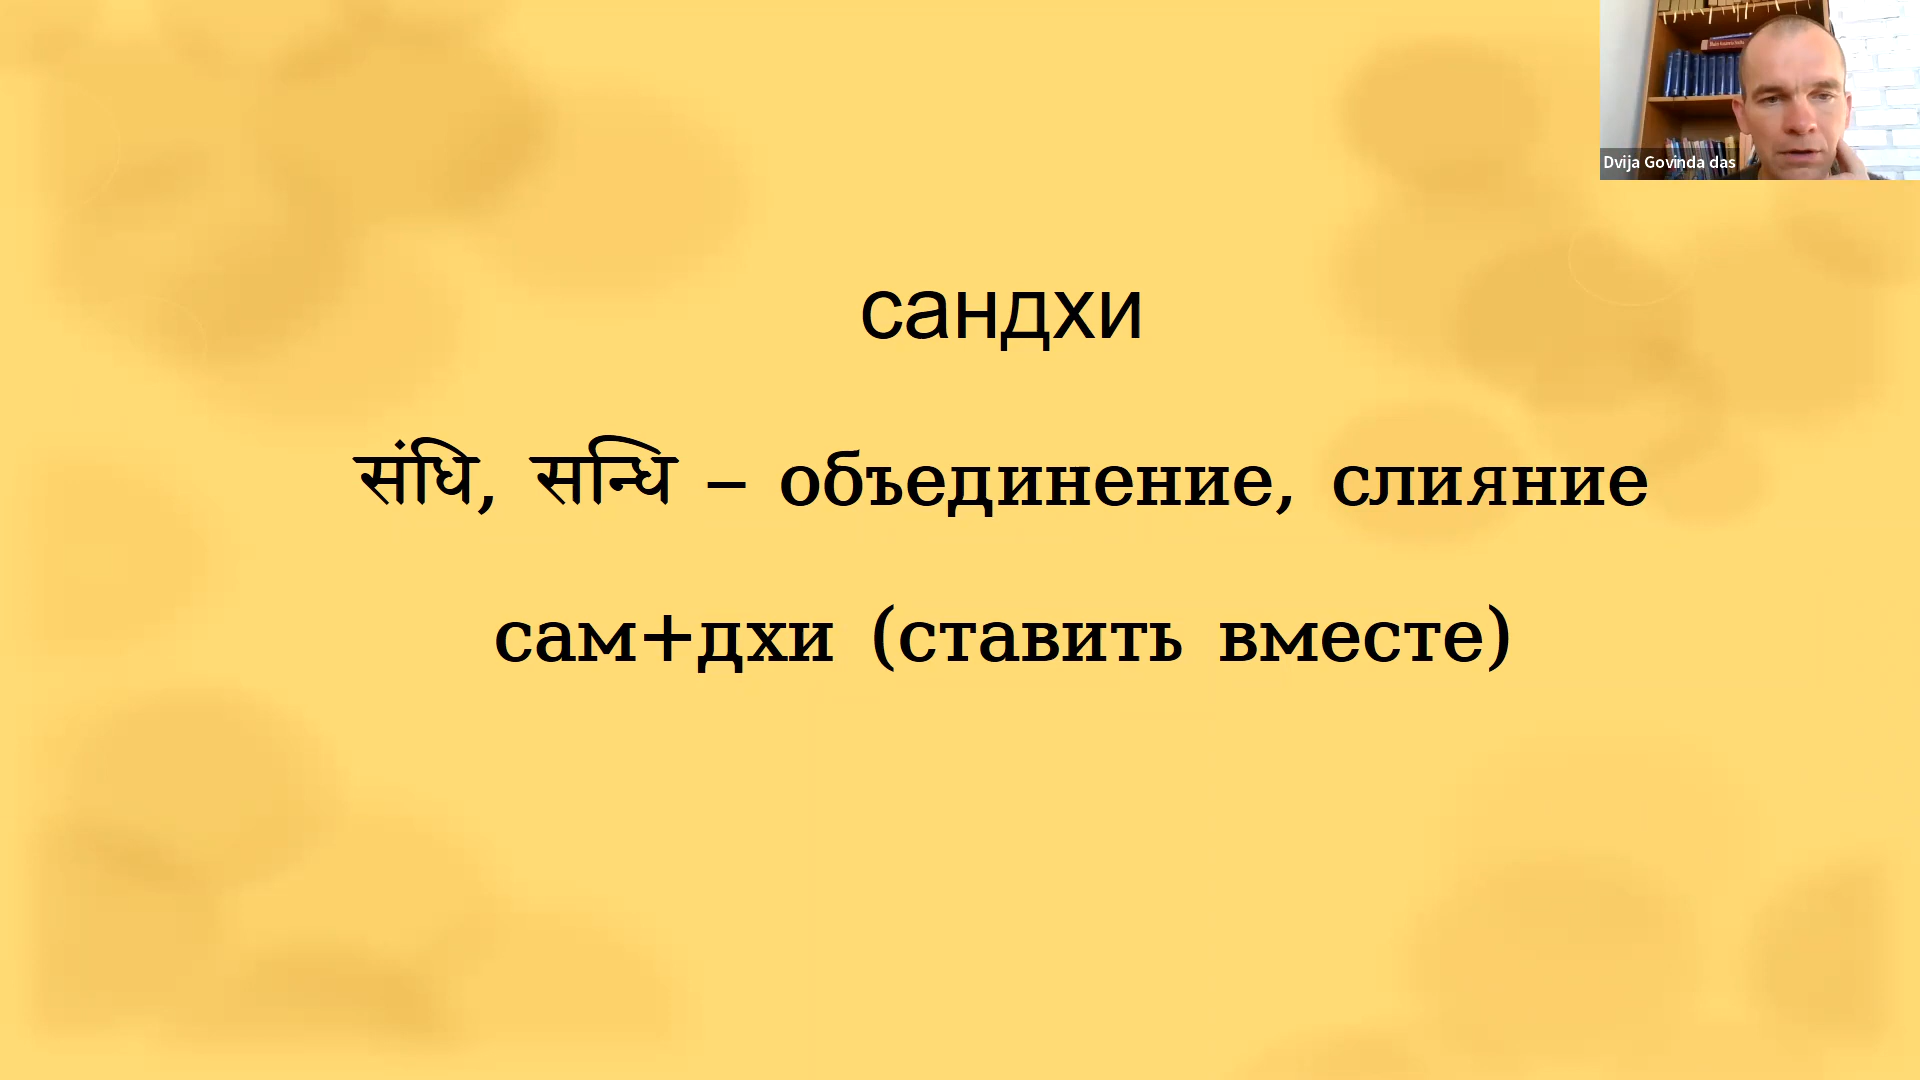 сандхи
संधि, सन्धि – объединение, слияние
сам+дхи (ставить вместе)
Dvija Govinda das